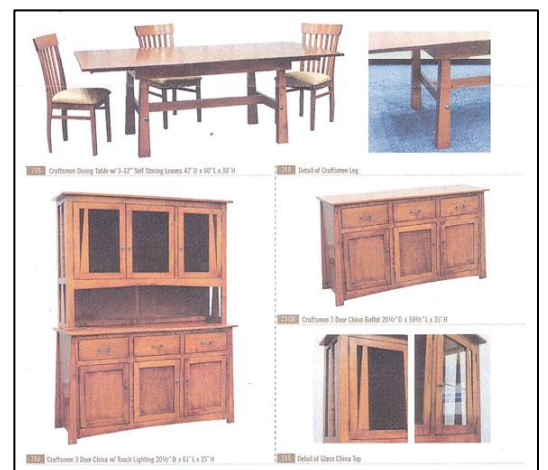 Craftsmen Dining Table w/ 3-12" Self Storing Leaves 42" D x 60" L x 30" H
Detail of Craftsmen Leg
Craftsmen 3 Door China Buffet 20½" D x 59½" L x 35" H
785 Craftsmen 3 Door China w/ Touch Lighting 20½" D x 61" L x 35" H
785 Detail of Glass China Top